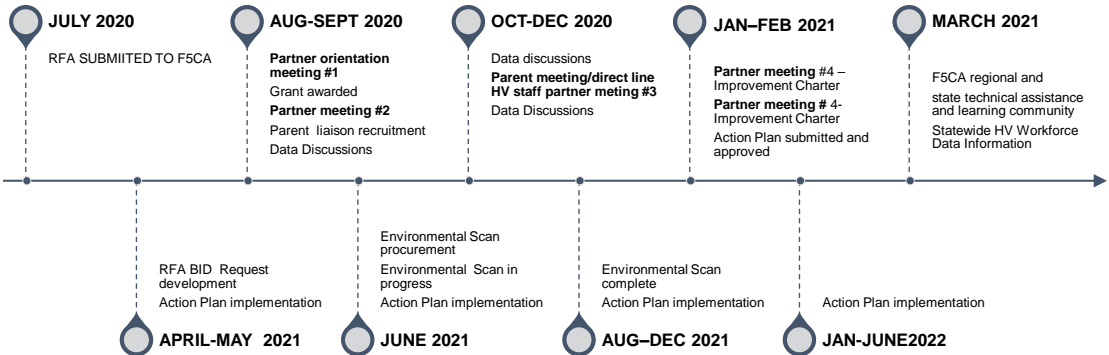 JULY 2020
RFA SUBMIITED TO F5CA
AUG-SEPT 2020
Partner orientation
meeting #1
Grant awarded
Partner meeting #2
Parent liaison recruitment
Data Discussions
OCT-DEC 2020
Data discussions
Parent meeting/direct line
HV staff partner meting #3
Data Discussions
JAN–FEB 2021
Partner meeting #4 –
Improvement Charter
Partner meeting # 4-
Improvement Charter
Action Plan submitted and
approved
MARCH 2021
F5CA regional and
state technical assistance
and learning community
Statewide HV Workforce
Data Information
RFA BID Request
development
Action Plan implementation
APRIL-MAY 2021
Environmental Scan
procurement
Environmental Scan in
progress
Action Plan implementation
JUNE 2021
Environmental Scan
complete
Action Plan implementation
AUG–DEC 2021
Action Plan implementation
JAN-JUNE2022